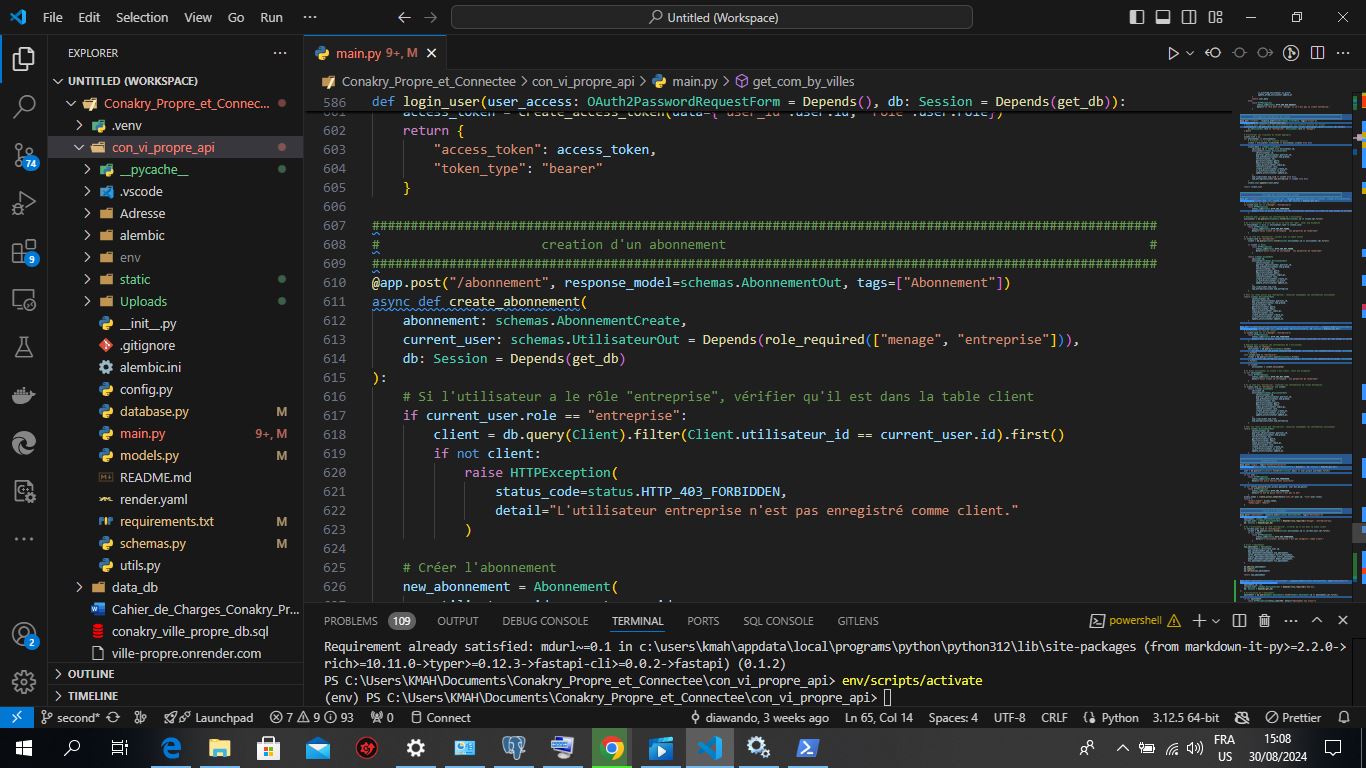 File Edit Selection View Go Run ··· Untitled (Workspace)
EXPLORER
UNTITLED (WORKSPACE)
Conakry_Propre_et_Connec...
.venv
con_vi_propre_api
__pycache__
.vscode
Adresse
alembic
env
static
Uploads
__init__.py
.gitignore
alembic.ini
config.py
database.py M
main.py 9+, M
models.py M
README.md
render.yaml
requirements.txt M
schemas.py M
utils.py
data_db
Cahier_de_Charges_Conakry_Pr...
conakry_ville_propre_db.sql
ville-propre.onrender.com
OUTLINE
TIMELINE
74
9
2
main.py 9+, M
Conakry_Propre_et_Connectee > con_vi_propre_api > main.py > get_com_by_villes
586 def login_user(user_access: OAuth2PasswordRequestForm = Depends(), db: Session = Depends(get_db)):
601 access_token = create_access_token(data={"user_id":user.id, "role":user.role})
602 return {
603 "access_token": access_token,
604 "token_type": "bearer"
605 }
606
607 ######################################################################################################
608 # creation d'un abonnement #
609 ######################################################################################################
610 @app.post("/abonnement", response_model=schemas.AbonnementOut, tags=["Abonnement"])
611 async def create_abonnement(
612 abonnement: schemas.AbonnementCreate,
613 current_user: schemas.UtilisateurOut = Depends(role_required(["menage", "entreprise"])),
614 db: Session = Depends(get_db)
615 ):
616 # Si l'utilisateur a le rôle "entreprise", vérifier qu'il est dans la table client
617 if current_user.role == "entreprise":
618 client = db.query(Client).filter(Client.utilisateur_id == current_user.id).first()
619 if not client:
620 raise HTTPException(
621 status_code=status.HTTP_403_FORBIDDEN,
622 detail="L'utilisateur entreprise n'est pas enregistré comme client."
623 )
624
625 # Créer l'abonnement
626 new_abonnement = Abonnement(
PROBLEMS 109 OUTPUT DEBUG CONSOLE TERMINAL PORTS SQL CONSOLE GITLENS powershell
Requirement already satisfied: mdurl~=0.1 in c:\users\kmah\appdata\local\programs\python\python312\lib\site-packages (from markdown-it-py>=2.2.0->
rich>=10.11.0->typer>=0.12.3->fastapi-cli>=0.0.2->fastapi) (0.1.2)
PS C:\Users\KMAH\Documents\Conakry_Propre_et_Connectee\con_vi_propre_api> env/scripts/activate
(env) PS C:\Users\KMAH\Documents\Conakry_Propre_et_Connectee\con_vi_propre_api>
second* Launchpad 7 9 93 0 Connect diawando, 3 weeks ago Ln 65, Col 14 Spaces: 4 UTF-8 CRLF Python 3.12.5 64-bit Prettier
FRA
US
15:08
30/08/2024